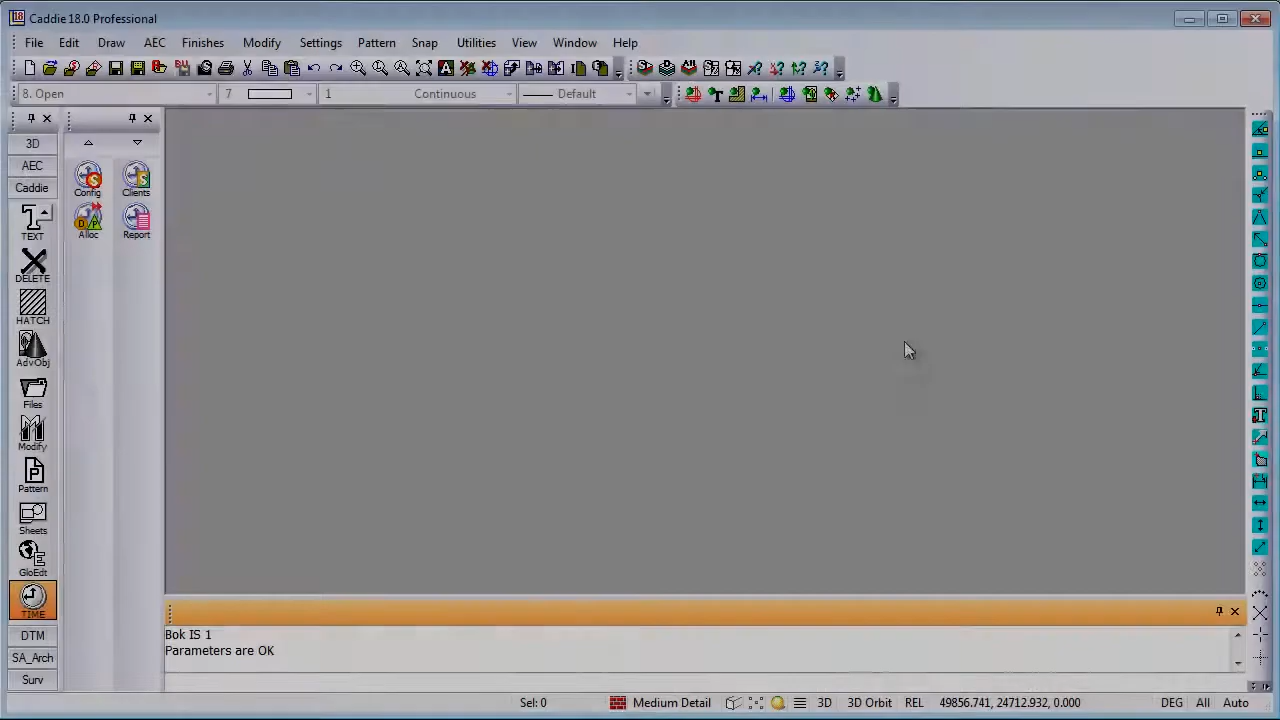 Caddie 18.0 Professional
File Edit Draw AEC Finishes Modify Settings Pattern Snap Utilities View Window Help
8. Open 7 1 Continuous Default
3D
AEC
Caddie
TEXT
DELETE
HATCH
AdvObj
Files
Modify
Pattern
Sheets
GloEdt
TIME
DTM
SA_Arch
Surv
Config Clients
Alloc Report
Bok IS 1
Parameters are OK
Sel: 0 Medium Detail 3D 3D Orbit REL 49856.741, 24712.932, 0.000 DEG All Auto